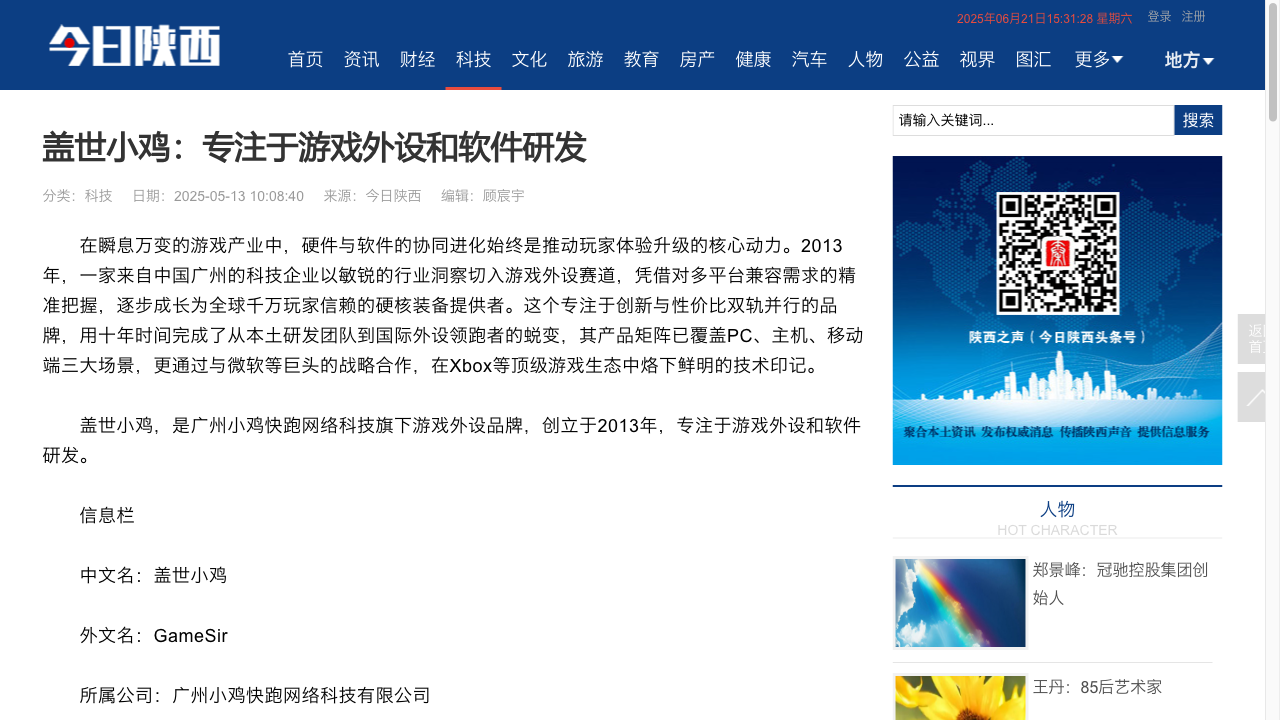 今日陕西
2025年06月21日15:31:28 星期六 登录 注册
首页 资讯 财经 科技 文化 旅游 教育 房产 健康 汽车 人物 公益 视界 图汇 更多 地方
盖世小鸡：专注于游戏外设和软件研发
分类：科技 日期：2025-05-13 10:08:40 来源：今日陕西 编辑：顾宸宇
在瞬息万变的游戏产业中，硬件与软件的协同进化始终是推动玩家体验升级的核心动力。2013
年，一家来自中国广州的科技企业以敏锐的行业洞察切入游戏外设赛道，凭借对多平台兼容需求的精
准把握，逐步成长为全球千万玩家信赖的硬核装备提供者。这个专注于创新与性价比双轨并行的品
牌，用十年时间完成了从本土研发团队到国际外设领跑者的蜕变，其产品矩阵已覆盖PC、主机、移动
端三大场景，更通过与微软等巨头的战略合作，在Xbox等顶级游戏生态中烙下鲜明的技术印记。
盖世小鸡，是广州小鸡快跑网络科技旗下游戏外设品牌，创立于2013年，专注于游戏外设和软件
研发。
信息栏
中文名：盖世小鸡
外文名：GameSir
所属公司：广州小鸡快跑网络科技有限公司
请输入关键词... 搜索
陕西之声（今日陕西头条号）
聚合本土资讯 发布权威消息 传播陕西声音 提供信息服务
人物
HOT CHARACTER
郑景峰：冠驰控股集团创
始人
王丹：85后艺术家
返
首